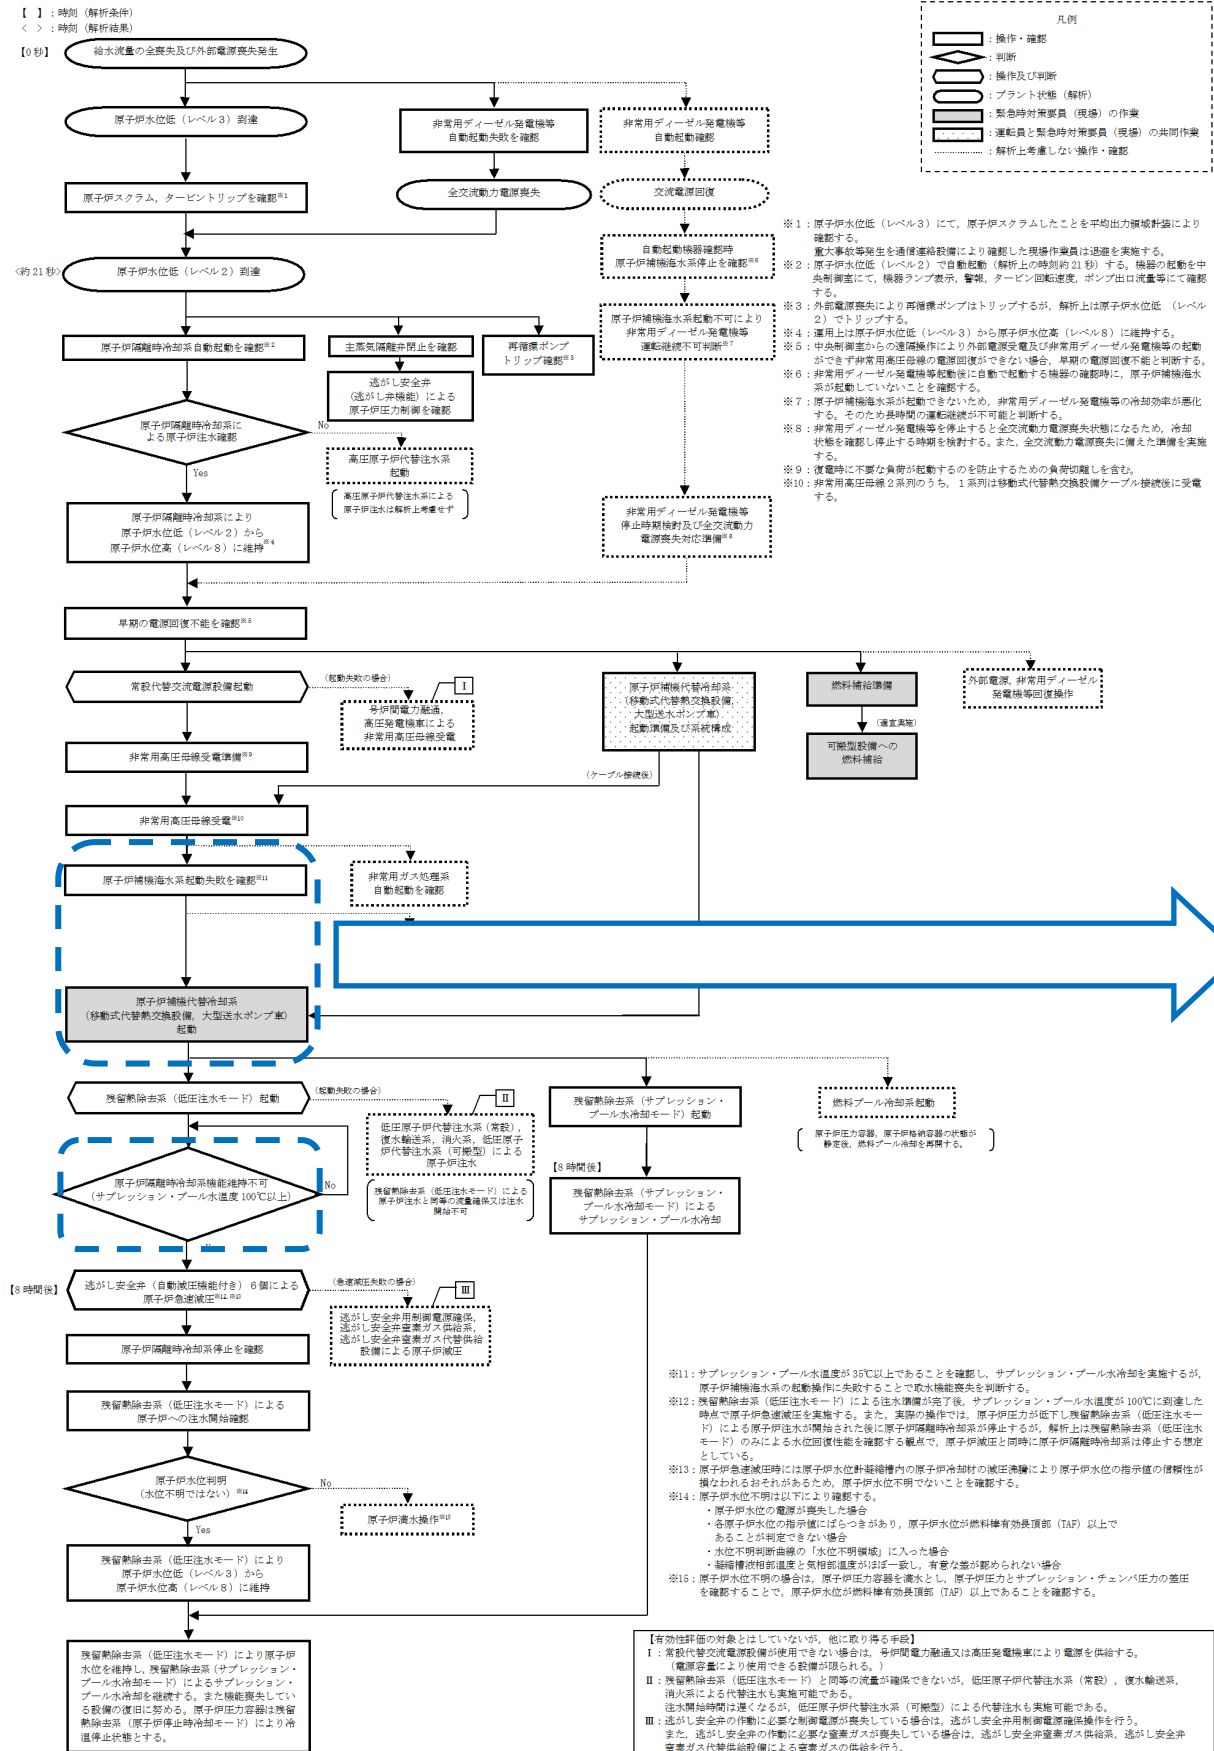 【　】：時刻（解析条件）
＜　＞：時刻（解析結果）
凡例
：操作・確認
：判断
：操作及び判断
：プラント状態（解析）
：緊急時対策要員（現場）の作業
：運転員と緊急時対策要員（現場）の共同作業
：解析上考慮しない操作・確認
【0秒】
給水流量の全喪失及び外部電源喪失発生
原子炉水位低（レベル３）到達
非常用ディーゼル発電機等
自動起動失敗を確認
非常用ディーゼル発電機等
自動起動確認
原子炉スクラム，タービントリップを確認※1
全交流動力電源喪失
交流電源回復
自動起動機器確認時
原子炉補機海水系停止を確認※6
<約21秒>
原子炉水位低（レベル２）到達
原子炉補機海水系起動不可により
非常用ディーゼル発電機等
運転継続不可判断※7
原子炉隔離時冷却系自動起動を確認※2
主蒸気隔離弁閉止を確認
再循環ポンプ
トリップ確認※3
逃がし安全弁
（逃がし弁機能）による
原子炉圧力制御を確認
原子炉隔離時冷却系に
よる原子炉注水確認
No
Yes
高圧原子炉代替注水系
起動
高圧原子炉代替注水系による
原子炉注水は解析上考慮せず
原子炉隔離時冷却系により
原子炉水位低（レベル２）から
原子炉水位高（レベル８）に維持※4
非常用ディーゼル発電機等
停止時期検討及び全交流動力
電源喪失対応準備※8
※１：原子炉水位低（レベル３）にて，原子炉スクラムしたことを平均出力領域計装により
確認する。
重大事故等発生を通信連絡設備により確認した現場作業員は退避を実施する。
※２：原子炉水位低（レベル２）で自動起動（解析上の時刻約21秒）する。機器の起動を中
央制御室にて，機器ランプ表示，警報，タービン回転速度，ポンプ出口流量等にて確認
する。
※３：外部電源喪失により再循環ポンプはトリップするが，解析上は原子炉水位低　（レベル
２）でトリップする。
※４：運用上は原子炉水位低（レベル３）から原子炉水位高（レベル８）に維持する。
※５：中央制御室からの遠隔操作により外部電源受電及び非常用ディーゼル発電機等の起動
ができず非常用高圧母線の電源回復ができない場合，早期の電源回復不能と判断する。
※６：非常用ディーゼル発電機等起動後に自動で起動する機器の確認時に，原子炉補機海水
系が起動していないことを確認する。
※７：原子炉補機海水系が起動できないため，非常用ディーゼル発電機等の冷却効率が悪化
する。そのため長時間の運転継続が不可能と判断する。
※８：非常用ディーゼル発電機等を停止すると全交流動力電源喪失状態になるため，冷却
状態を確認し停止する時期を検討する。また，全交流動力電源喪失に備えた準備を実施
する。
※９：復電時に不要な負荷が起動するのを防止するための負荷切離しを含む。
※10：非常用高圧母線２系列のうち，１系列は移動式代替熱交換設備ケーブル接続後に受電
する。
早期の電源回復不能を確認※5
常設代替交流電源設備起動
（起動失敗の場合）
Ⅰ
号炉間電力融通，
高圧発電機車による
非常用高圧母線受電
原子炉補機代替冷却系
（移動式代替熱交換設備，
大型送水ポンプ車）
起動準備及び系統構成
燃料補給準備
（適宜実施）
可搬型設備への
燃料補給
外部電源，非常用ディーゼル
発電機等回復操作
非常用高圧母線受電準備※9
（ケーブル接続後）
非常用高圧母線受電※10
原子炉補機海水系起動失敗を確認※11
非常用ガス処理系
自動起動を確認
原子炉補機代替冷却系
（移動式代替熱交換設備，大型送水ポンプ車）
起動
残留熱除去系（低圧注水モード）起動
（起動失敗の場合）
Ⅱ
低圧原子炉代替注水系（常設），
復水輸送系，消火系，低圧原子
炉代替注水系（可搬型）による
原子炉注水
残留熱除去系（低圧注水モード）による
原子炉注水と同等の流量確保又は注水
開始不可
残留熱除去系（サプレッション・
プール水冷却モード）起動
燃料プール冷却系起動
原子炉圧力容器，原子炉格納容器の状態が
静定後，燃料プール冷却を再開する。
【8時間後】
残留熱除去系（サプレッション・
プール水冷却モード）による
サプレッション・プール水冷却
原子炉隔離時冷却系機能維持不可
（サプレッション・プール水温度100℃以上）
No
【8時間後】
逃がし安全弁（自動減圧機能付き）６個による
原子炉急速減圧※12,※13
（急速減圧失敗の場合）
Ⅲ
逃がし安全弁用制御電源確保，
逃がし安全弁窒素ガス供給系，
逃がし安全弁窒素ガス代替供給
設備による原子炉減圧
原子炉隔離時冷却系停止を確認
残留熱除去系（低圧注水モード）による
原子炉への注水開始確認
原子炉水位判明
（水位不明ではない）※14
No
Yes
原子炉満水操作※15
残留熱除去系（低圧注水モード）により
原子炉水位低（レベル３）から
原子炉水位高（レベル８）に維持
※11：サプレッション・プール水温度が35℃以上であることを確認し，サプレッション・プール水冷却を実施するが，
原子炉補機海水系の起動操作に失敗することで取水機能喪失を判断する。
※12：残留熱除去系（低圧注水モード）による注水準備が完了後，サプレッション・プール水温度が100℃に到達した
時点で原子炉急速減圧を実施する。また，実際の操作では，原子炉圧力が低下し残留熱除去系（低圧注水モー
ド）による原子炉注水が開始された後に原子炉隔離時冷却系が停止するが，解析上は残留熱除去系（低圧注水
モード）のみによる水位回復性能を確認する観点で，原子炉減圧と同時に原子炉隔離時冷却系は停止する想定
としている。
※13：原子炉急速減圧時には原子炉水位計凝縮槽内の原子炉冷却材の減圧沸騰により原子炉水位の指示値の信頼性が
損なわれるおそれがあるため，原子炉水位不明でないことを確認する。
※14：原子炉水位不明は以下により確認する。
・原子炉水位の電源が喪失した場合
・各原子炉水位の指示値にばらつきがあり，原子炉水位が燃料棒有効長頂部（TAF）以上で
あることが判定できない場合
・水位不明判断曲線の「水位不明領域」に入った場合
・凝縮槽液相部温度と気相部温度がほぼ一致し，有意な差が認められない場合
※15：原子炉水位不明の場合は，原子炉圧力容器を満水とし，原子炉圧力とサプレッション・チェンバ圧力の差圧
を確認することで，原子炉水位が燃料棒有効長頂部（TAF）以上であることを確認する。
残留熱除去系（低圧注水モード）により原子炉
水位を維持し，残留熱除去系（サプレッション・
プール水冷却モード）によるサプレッション・
プール水冷却を継続する。また機能喪失してい
る設備の復旧に努める。原子炉圧力容器は残留
熱除去系（原子炉停止時冷却モード）により冷
温停止状態とする。
【有効性評価の対象とはしていないが，他に取り得る手段】
Ⅰ：常設代替交流電源設備が使用できない場合は，号炉間電力融通又は高圧発電機車により電源を供給する。
（電源容量により使用できる設備が限られる。）
Ⅱ：残留熱除去系（低圧注水モード）と同等の流量が確保できないが，低圧原子炉代替注水系（常設），復水輸送系，
消火系による代替注水も実施可能である。
注水開始時間は遅くなるが，低圧原子炉代替注水系（可搬型）による代替注水も実施可能である。
Ⅲ：逃がし安全弁の作動に必要な制御電源が喪失している場合は，逃がし安全弁用制御電源確保操作を行う。
また，逃がし安全弁の作動に必要な窒素ガスが喪失している場合は，逃がし安全弁窒素ガス供給系，逃がし安全弁
窒素ガス代替供給設備による窒素ガスの供給を行う。